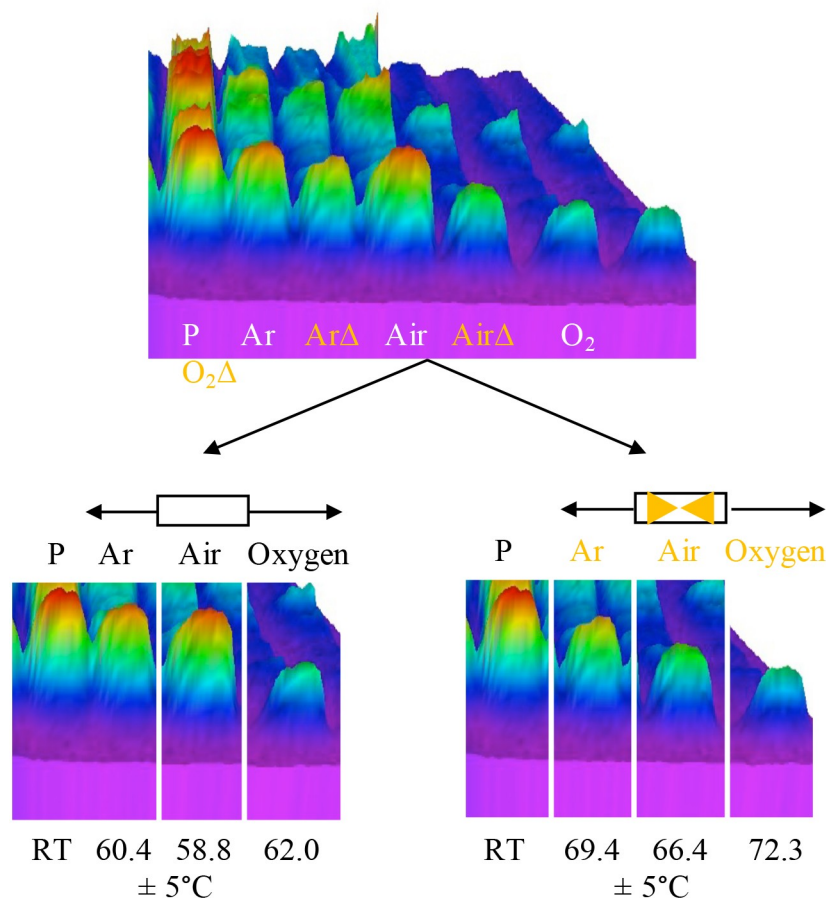 P Ar ArΔ Air AirΔ O₂
O₂Δ
P Ar Air Oxygen
RT 60.4 58.8 62.0
± 5°C
P Ar Air Oxygen
RT 69.4 66.4 72.3
± 5°C